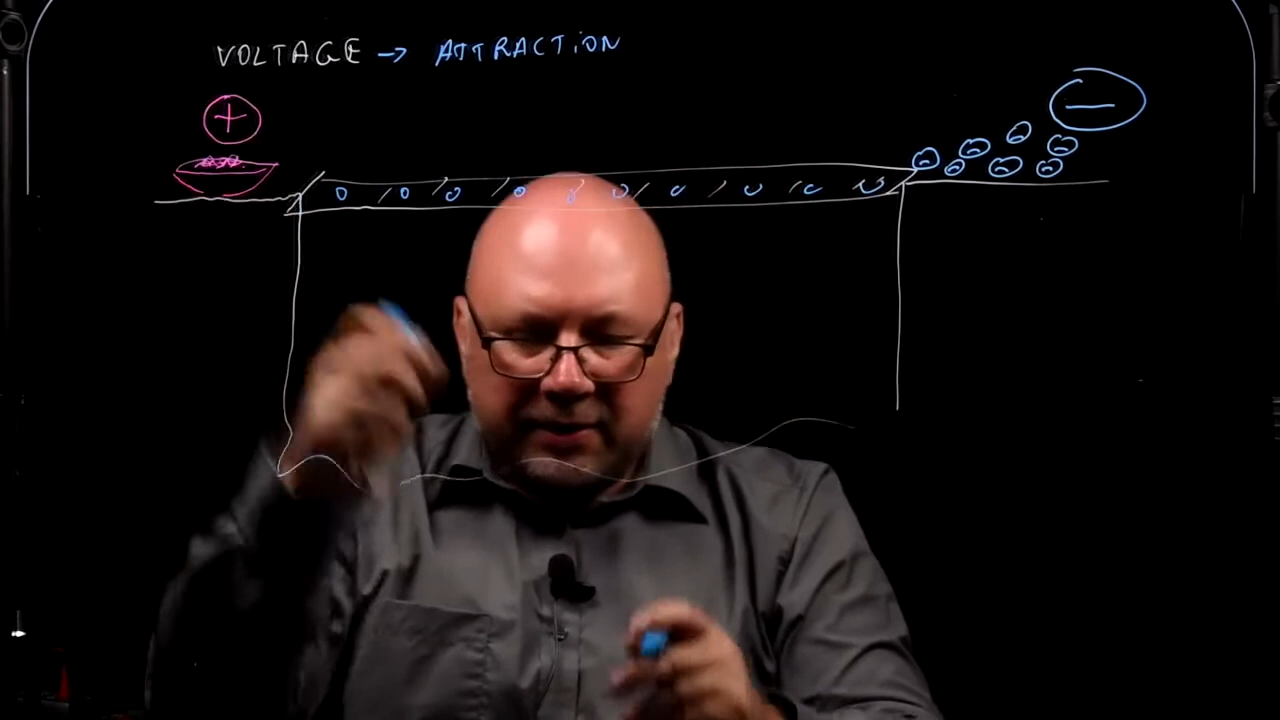 VOLTAGE → ATTRACTION
+
−